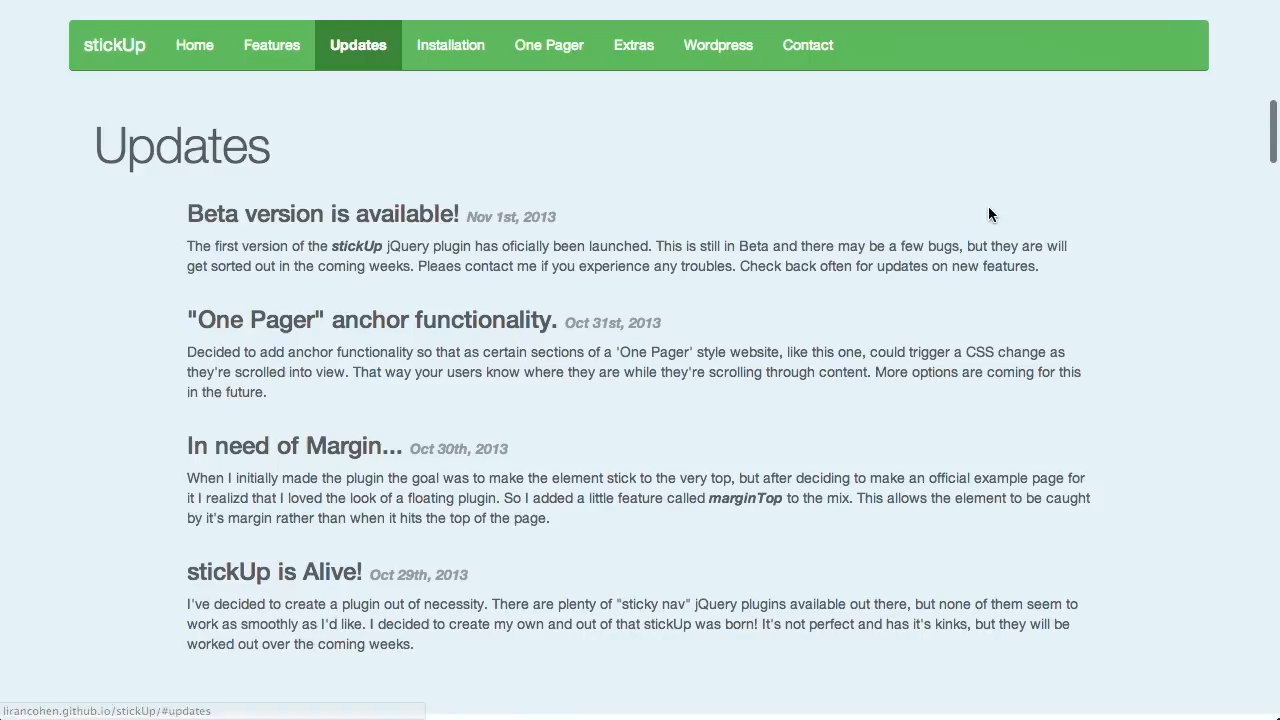 stickUp Home Features Updates Installation One Pager Extras Wordpress Contact
Updates
Beta version is available! Nov 1st, 2013
The first version of the stickUp jQuery plugin has oficially been launched. This is still in Beta and there may be a few bugs, but they are will
get sorted out in the coming weeks. Pleaes contact me if you experience any troubles. Check back often for updates on new features.
"One Pager" anchor functionality. Oct 31st, 2013
Decided to add anchor functionality so that as certain sections of a 'One Pager' style website, like this one, could trigger a CSS change as
they're scrolled into view. That way your users know where they are while they're scrolling through content. More options are coming for this
in the future.
In need of Margin... Oct 30th, 2013
When I initially made the plugin the goal was to make the element stick to the very top, but after deciding to make an official example page for
it I realizd that I loved the look of a floating plugin. So I added a little feature called marginTop to the mix. This allows the element to be caught
by it's margin rather than when it hits the top of the page.
stickUp is Alive! Oct 29th, 2013
I've decided to create a plugin out of necessity. There are plenty of "sticky nav" jQuery plugins available out there, but none of them seem to
work as smoothly as I'd like. I decided to create my own and out of that stickUp was born! It's not perfect and has it's kinks, but they will be
worked out over the coming weeks.
lirancohen.github.io/stickUp/#updates